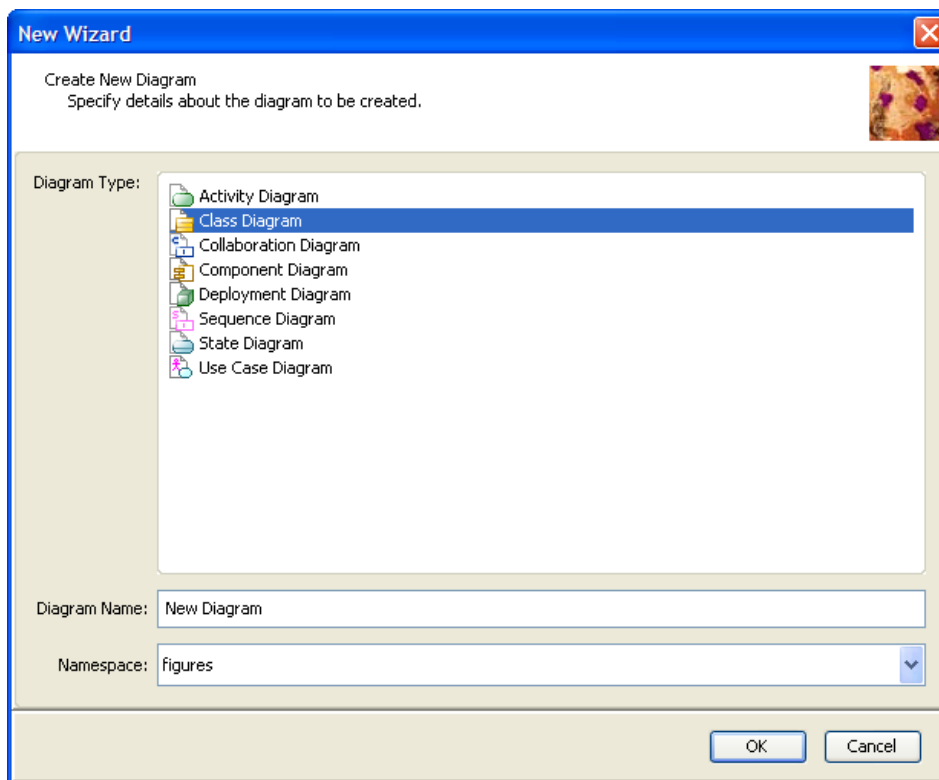 New Wizard
Create New Diagram
Specify details about the diagram to be created.
Diagram Type:
Activity Diagram
Class Diagram
Collaboration Diagram
Component Diagram
Deployment Diagram
Sequence Diagram
State Diagram
Use Case Diagram
Diagram Name: New Diagram
Namespace: figures
OK Cancel